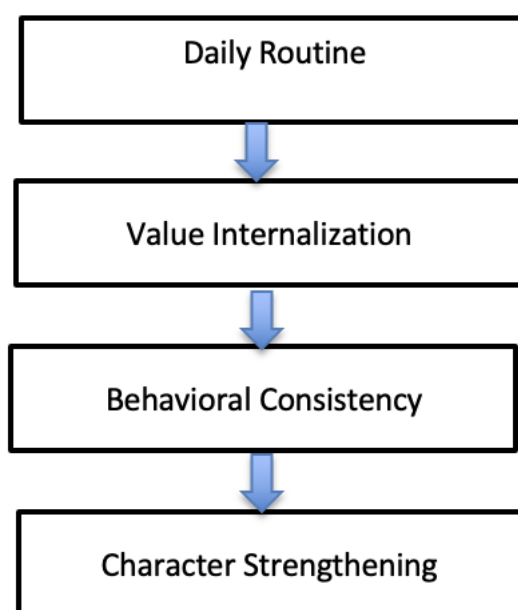 Daily Routine
Value Internalization
Behavioral Consistency
Character Strengthening